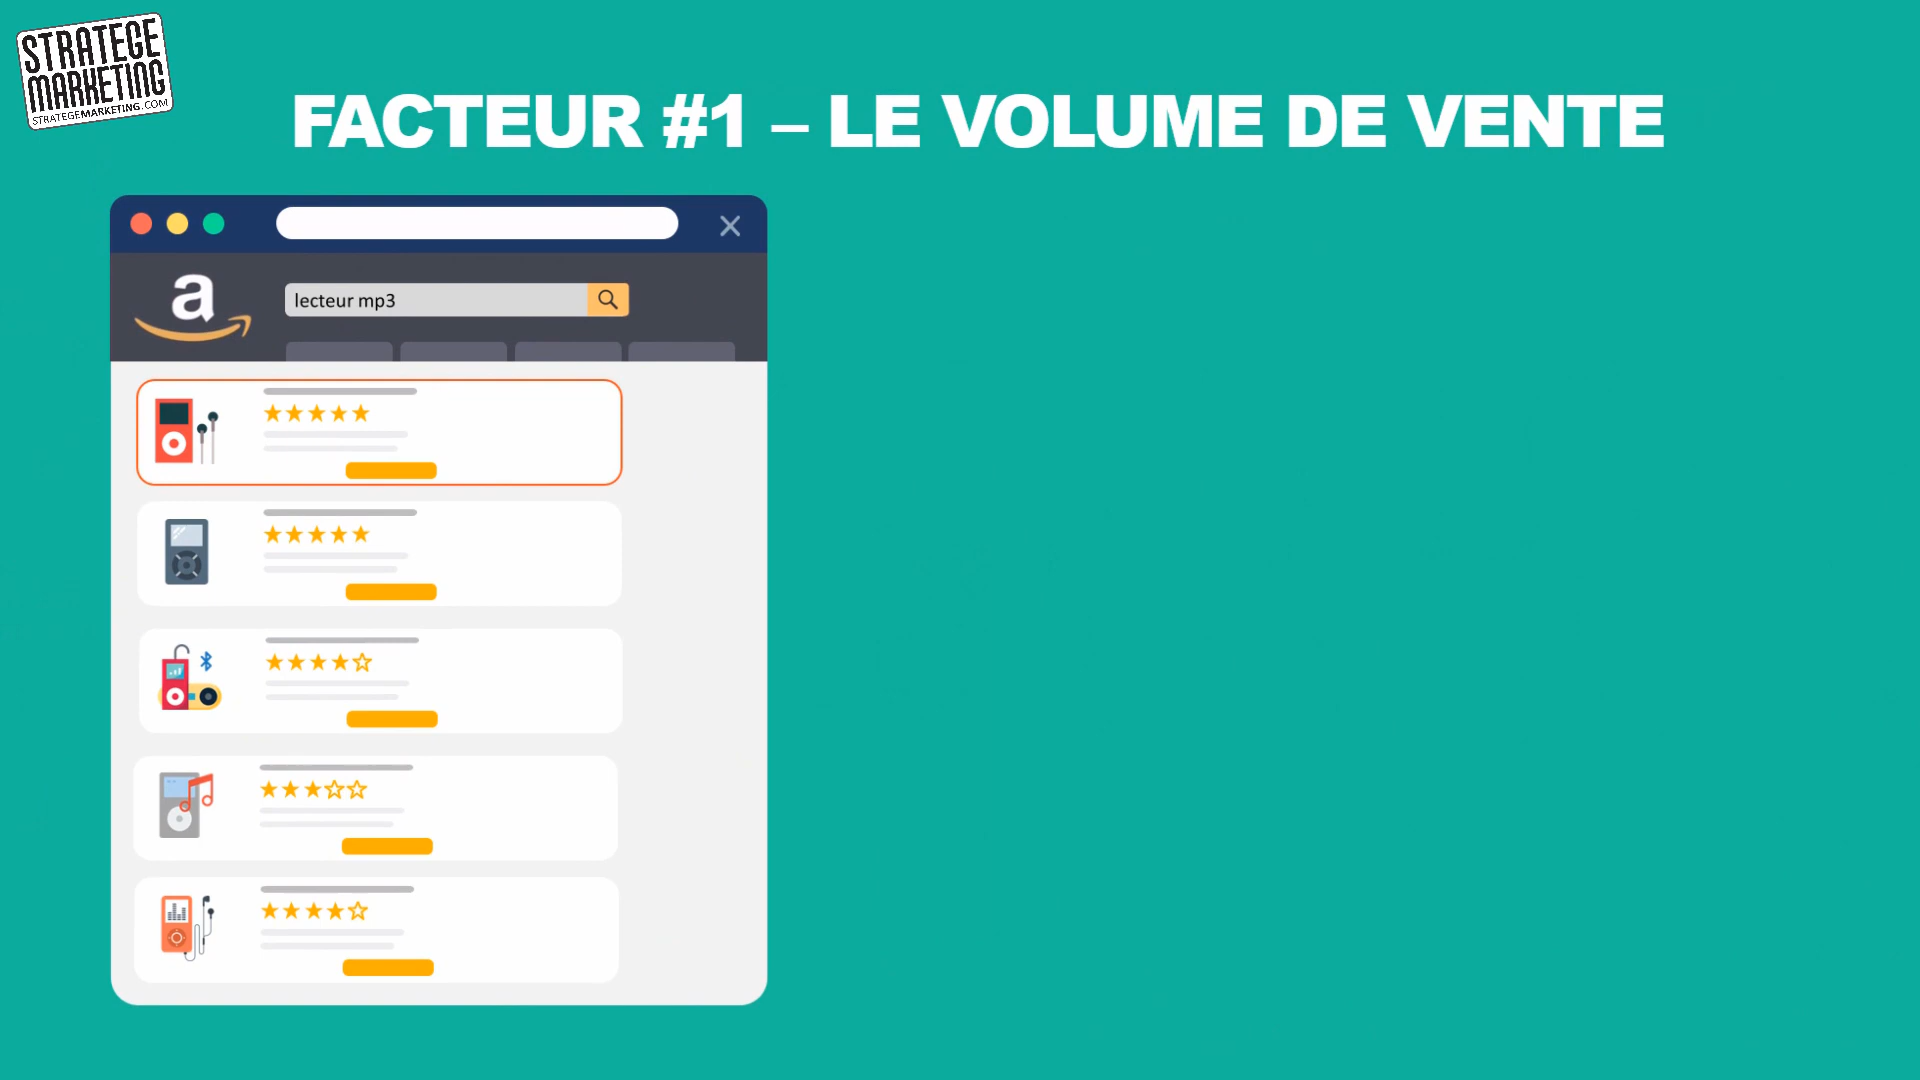 STRATEGE
MARKETING
STRATEGEMARKETING.COM
FACTEUR #1 – LE VOLUME DE VENTE
a
lecteur mp3